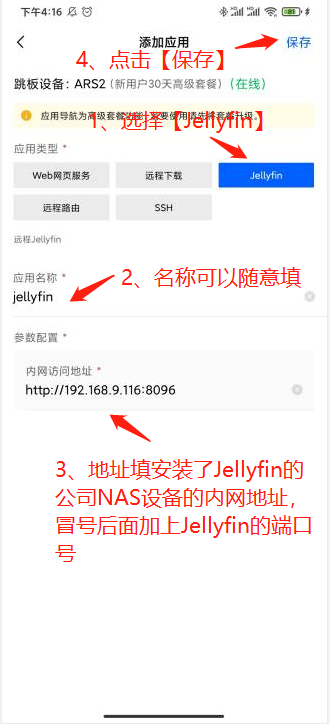 下午4:16
添加应用
保存
4、点击【保存】
跳板设备: ARS2 (新用户30天高级套餐) (在线)
应用导航为高级套餐功能,
要使用请先将套餐升级。
1、选择【Jellyfin】
应用类型 *
Web网页服务
远程下载
Jellyfin
远程路由
SSH
远程Jellyfin
应用名称 *
2、名称可以随意填
jellyfin
参数配置 *
内网访问地址 *
http://192.168.9.116:8096
3、地址填安装了Jellyfin的
公司NAS设备的内网地址，
冒号后面加上Jellyfin的端口
号